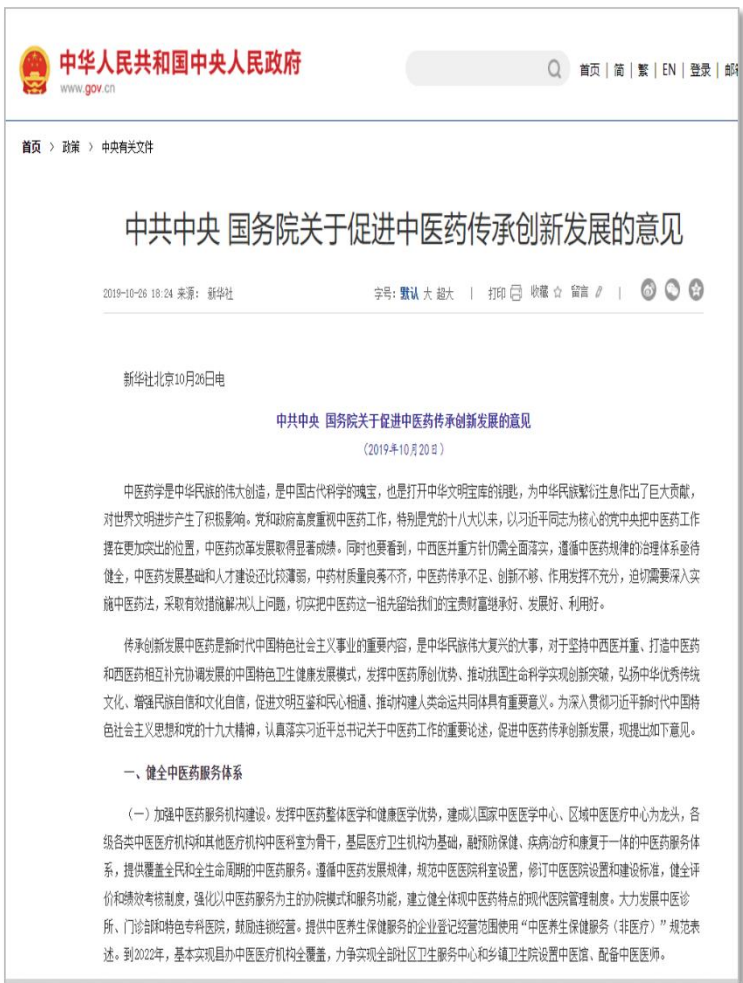 中华人民共和国中央人民政府
www.gov.cn
首页 | 简 | 繁 | EN | 登录 | 邮
首页 > 政策 > 中央有关文件
中共中央 国务院关于促进中医药传承创新发展的意见
2019-10-26 18:24 来源： 新华社 字号：默认 大 超大 | 打印 收藏 ☆ 留言 |
新华社北京10月26日电
中共中央 国务院关于促进中医药传承创新发展的意见
（2019年10月20日）
中医药学是中华民族的伟大创造，是中国古代科学的瑰宝，也是打开中华文明宝库的钥匙，为中华民族繁衍生息作出了巨大贡献，
对世界文明进步产生了积极影响。党和政府高度重视中医药工作，特别是党的十八大以来，以习近平同志为核心的党中央把中医药工作
摆在更加突出的位置，中医药改革发展取得显著成绩。同时也要看到，中西医并重方针仍需全面落实，遵循中医药规律的治理体系亟待
健全，中医药发展基础和人才建设还比较薄弱，中药材质量良莠不齐，中医药传承不足、创新不够、作用发挥不充分，迫切需要深入实
施中医药法，采取有效措施解决以上问题，切实把中医药这一祖先留给我们的宝贵财富继承好、发展好、利用好。
传承创新发展中医药是新时代中国特色社会主义事业的重要内容，是中华民族伟大复兴的大事，对于坚持中西医并重、打造中医药
和西医药相互补充协调发展的中国特色卫生健康发展模式，发挥中医药原创优势、推动我国生命科学实现创新突破，弘扬中华优秀传统
文化、增强民族自信和文化自信，促进文明互鉴和民心相通、推动构建人类命运共同体具有重要意义。为深入贯彻习近平新时代中国特
色社会主义思想和党的十九大精神，认真落实习近平总书记关于中医药工作的重要论述，促进中医药传承创新发展，现提出如下意见。
一、健全中医药服务体系
（一）加强中医药服务机构建设。发挥中医药整体医学和健康医学优势，建成以国家中医医学中心、区域中医医疗中心为龙头，各
级各类中医医疗机构和其他医疗机构中医科室为骨干，基层医疗卫生机构为基础，融预防保健、疾病治疗和康复于一体的中医药服务体
系，提供覆盖全民和全生命周期的中医药服务。遵循中医药发展规律，规范中医医院科室设置，修订中医医院设置和建设标准，健全评
价和绩效考核制度，强化以中医药服务为主的办院模式和服务功能，建立健全体现中医药特点的现代医院管理制度。大力发展中医诊
所、门诊部和特色专科医院，鼓励连锁经营。提供中医养生保健服务的企业登记经营范围使用“中医养生保健服务（非医疗）”规范表
述。到2022年，基本实现县办中医医疗机构全覆盖，力争实现全部社区卫生服务中心和乡镇卫生院设置中医馆、配备中医医师。